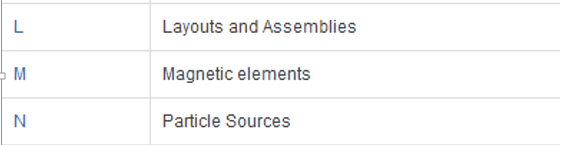 L Layouts and Assemblies
M Magnetic elements
N Particle Sources